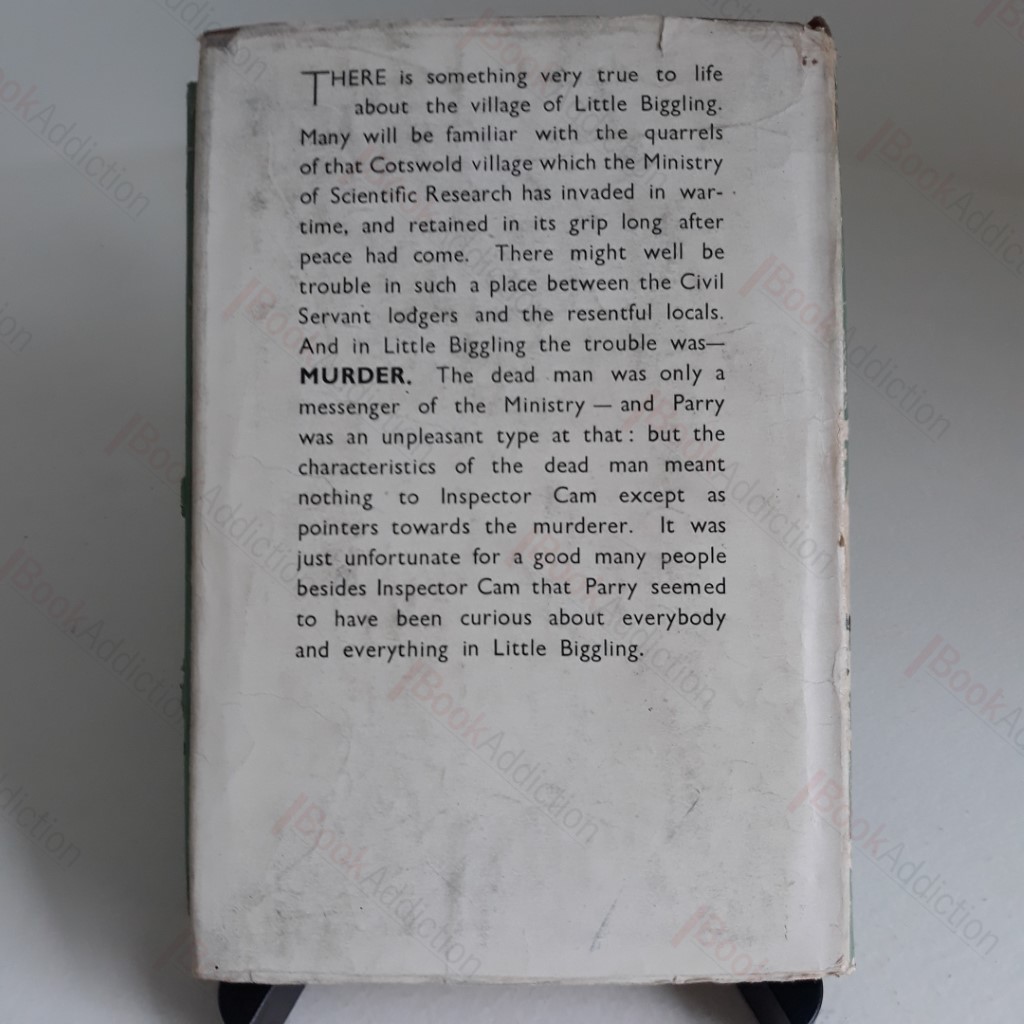 THERE is something very true to life
about the village of Little Biggling.
Many will be familiar with the quarrels
of that Cotswold village which the Ministry
of Scientific Research has invaded in war-
time, and retained in its grip long after
peace had come. There might well be
trouble in such a place between the Civil
Servant lodgers and the resentful locals.
And in Little Biggling the trouble was—
MURDER. The dead man was only a
messenger of the Ministry — and Parry
was an unpleasant type at that: but the
characteristics of the dead man meant
nothing to Inspector Cam except as
pointers towards the murderer. It was
just unfortunate for a good many people
besides Inspector Cam that Parry seemed
to have been curious about everybody
and everything in Little Biggling.
BookAddiction